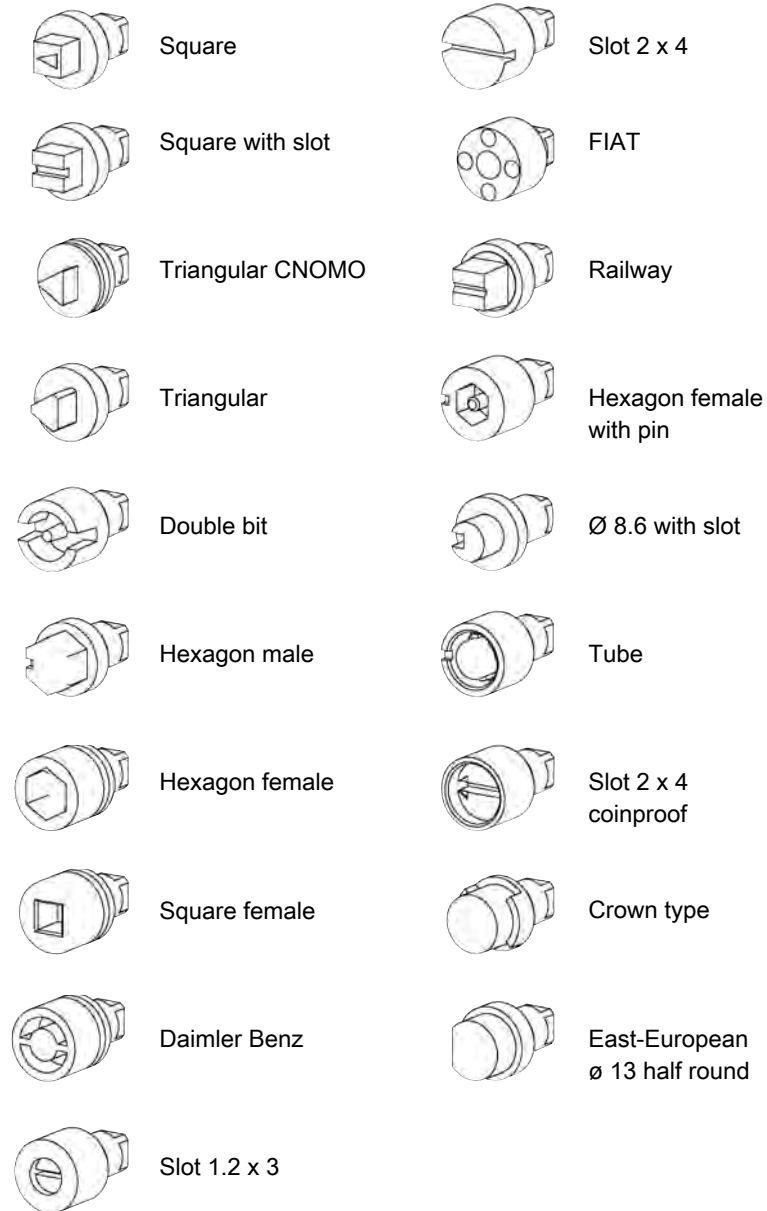 Square
Square with slot
Triangular CNOMO
Triangular
Double bit
Hexagon male
Hexagon female
Square female
Daimler Benz
Slot 1.2 x 3
Slot 2 x 4
FIAT
Railway
Hexagon female
with pin
Ø 8.6 with slot
Tube
Slot 2 x 4
coinproof
Crown type
East-European
ø 13 half round